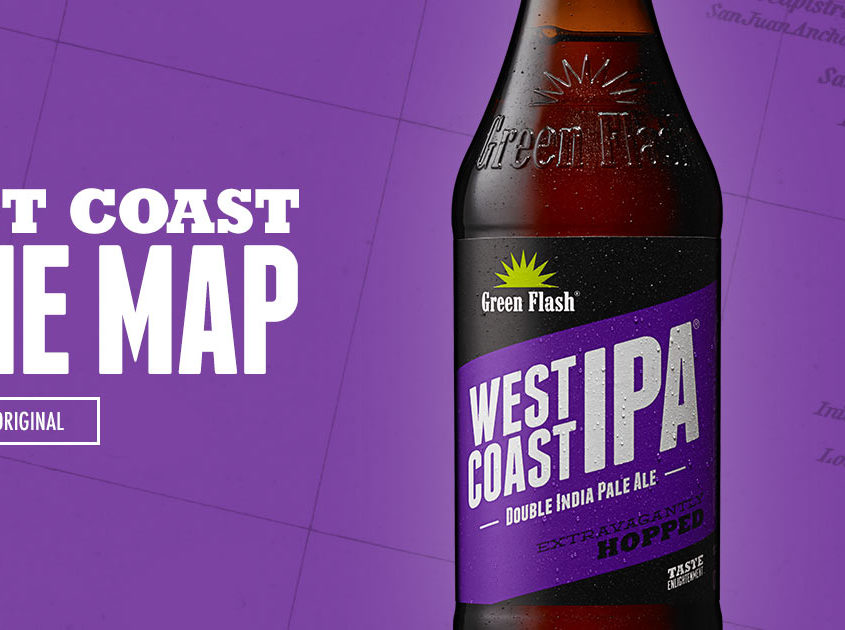 T COAST
E MAP
ORIGINAL
Green Flash
Green Flash®
WEST
COAST
IPA®
DOUBLE INDIA PALE ALE
EXTRAVAGANTLY
HOPPED
TASTE
ENLIGHTENMENT
San Juan